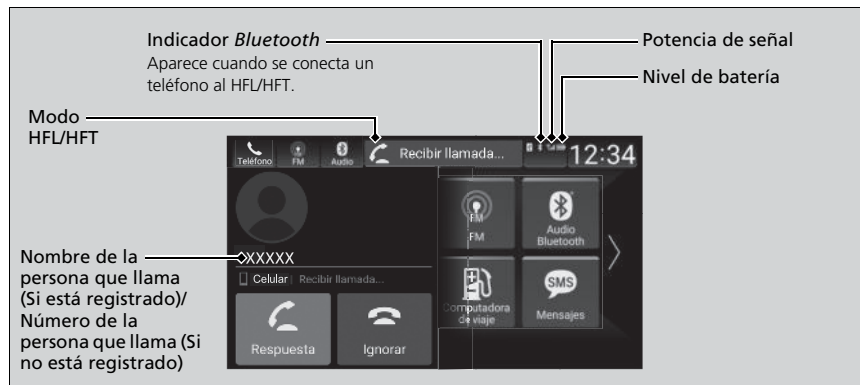 Indicador Bluetooth
Aparece cuando se conecta un
teléfono al HFL/HFT.
Potencia de señal
Nivel de batería
Modo
HFL/HFT
Teléfono
FM
Audio
Recibir llamada...
12:34
Nombre de la
persona que llama
(Si está registrado)/
Número de la
persona que llama (Si
no está registrado)
XXXXX
Celular Recibir llamada...
Respuesta
Ignorar
FM
FM
Audio
Bluetooth
Computadora
de viaje
SMS
Mensajes